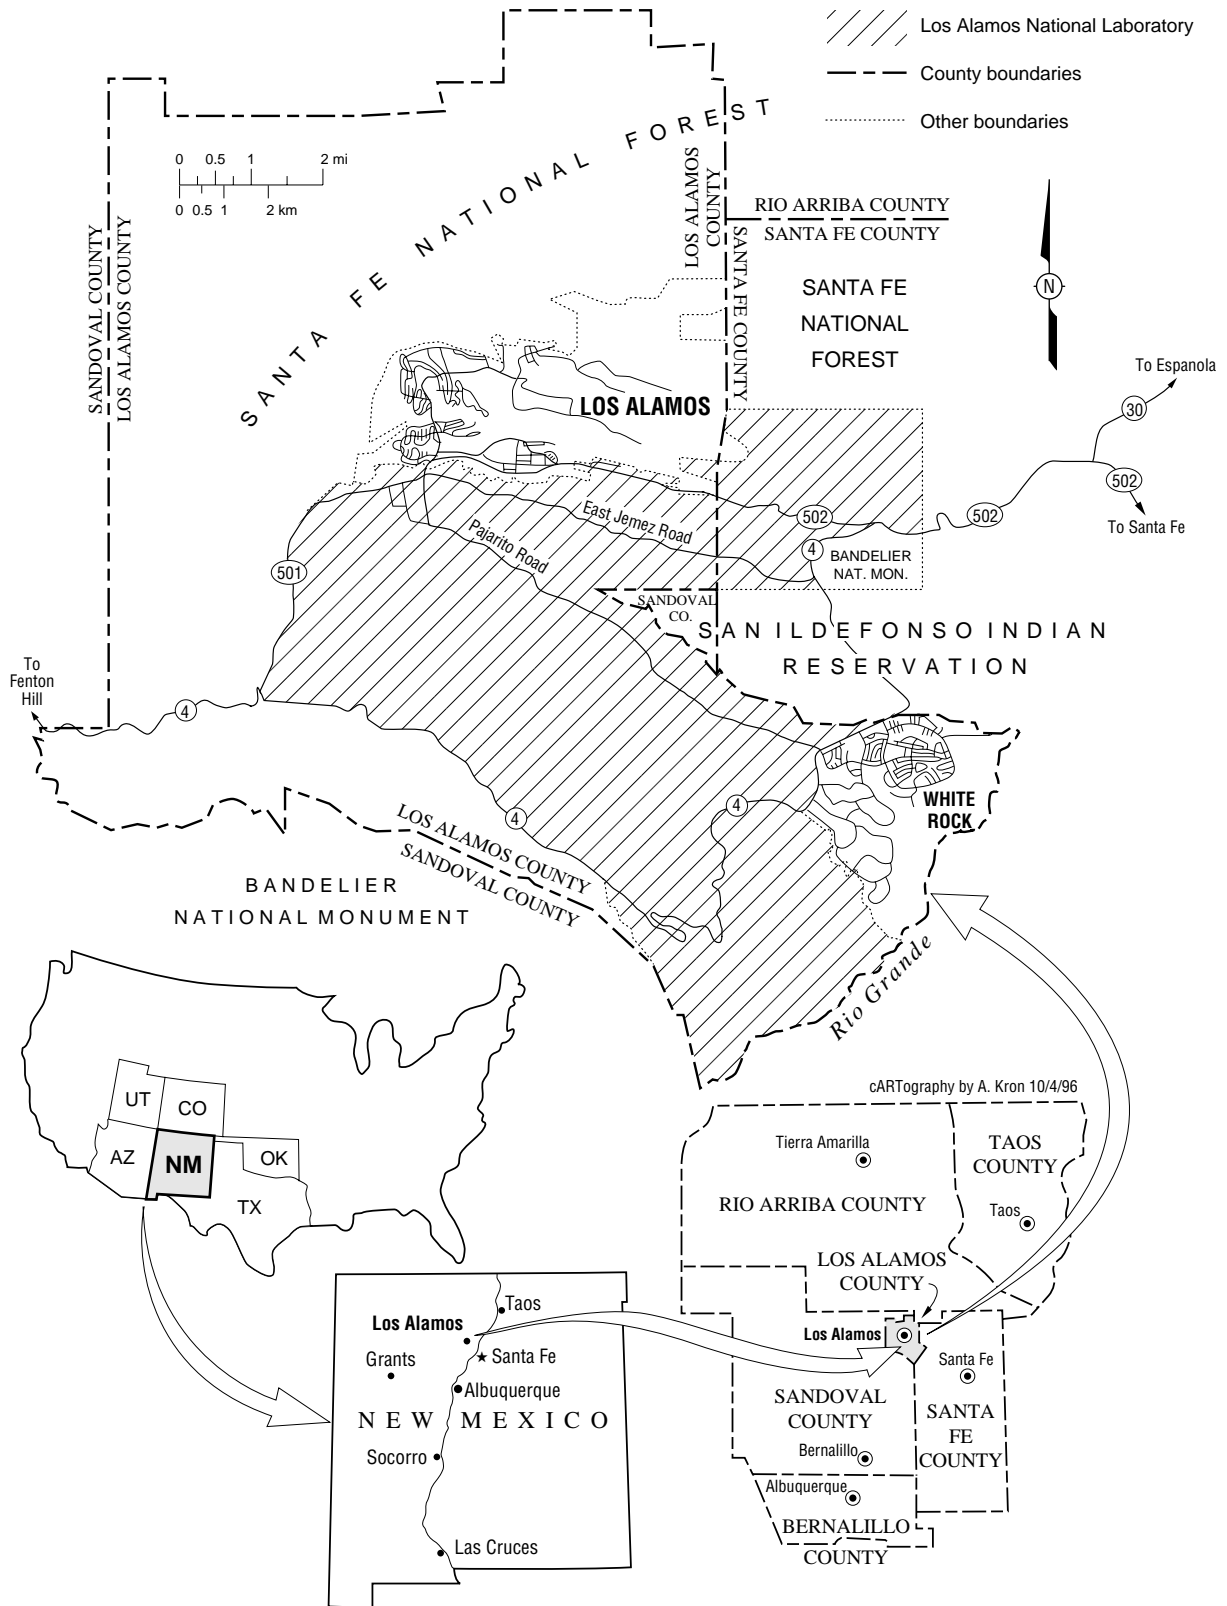 Los Alamos National Laboratory
County boundaries
Other boundaries
0 0.5 1 2 mi
0 0.5 1 2 km
SANTA FE NATIONAL FOREST
LOS ALAMOS
COUNTY
SANTA FE COUNTY
RIO ARRIBA COUNTY
SANTA FE COUNTY
SANDOVAL COUNTY
LOS ALAMOS COUNTY
SANTA FE
NATIONAL
FOREST
N
To Espanola
30
LOS ALAMOS
502
To Santa Fe
502
502
East Jemez Road
Pajarito Road
4
BANDELIER
NAT. MON.
501
SANDOVAL
CO.
SAN ILDEFONSO INDIAN
RESERVATION
To
Fenton
Hill
4
4
4
WHITE
ROCK
LOS ALAMOS COUNTY
SANDOVAL COUNTY
BANDELIER
NATIONAL MONUMENT
Rio Grande
cARTography by A. Kron 10/4/96
UT
CO
AZ
NM
OK
TX
Taos
Los Alamos
Santa Fe
Grants
Albuquerque
NEW MEXICO
Socorro
Las Cruces
Tierra Amarilla
TAOS
COUNTY
RIO ARRIBA COUNTY
Taos
LOS ALAMOS
COUNTY
Los Alamos
Santa Fe
SANDOVAL
COUNTY
SANTA
FE
COUNTY
Bernalillo
Albuquerque
BERNALILLO
COUNTY